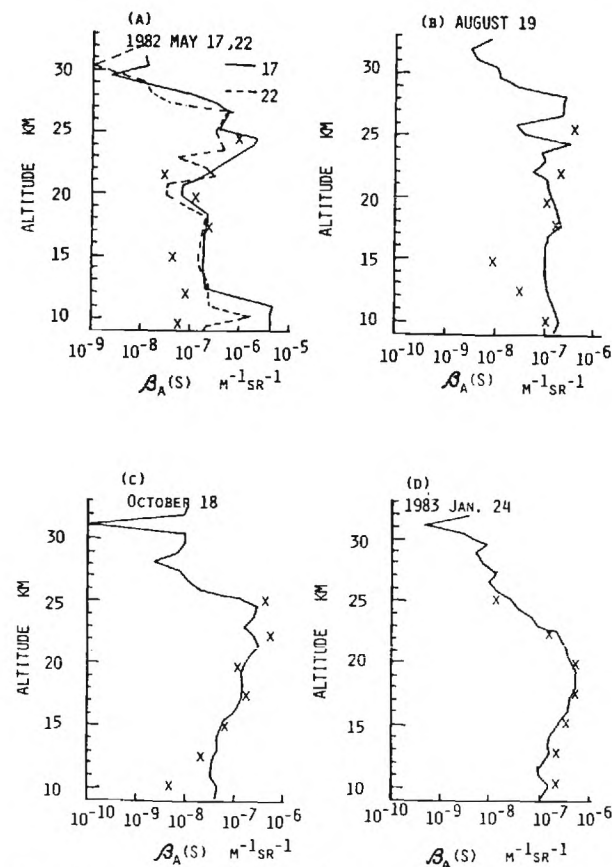 (A)
1982 MAY 17,22
17
22
ALTITUDE KM
30
25
20
15
10
10⁻⁹ 10⁻⁸ 10⁻⁷ 10⁻⁶ 10⁻⁵
β_A(S) M⁻¹SR⁻¹
(B) AUGUST 19
ALTITUDE KM
30
25
20
15
10
10⁻¹⁰ 10⁻⁹ 10⁻⁸ 10⁻⁷ 10⁻⁶
β_A(S) M⁻¹SR⁻¹
(C)
OCTOBER 18
ALTITUDE KM
30
25
20
15
10
10⁻¹⁰ 10⁻⁹ 10⁻⁸ 10⁻⁷ 10⁻⁶
β_A(S) M⁻¹SR⁻¹
(D)
1983 JAN. 24
ALTITUDE KM
30
25
20
15
10
10⁻¹⁰ 10⁻⁹ 10⁻⁸ 10⁻⁷ 10⁻⁶
β_A(S) M⁻¹SR⁻¹